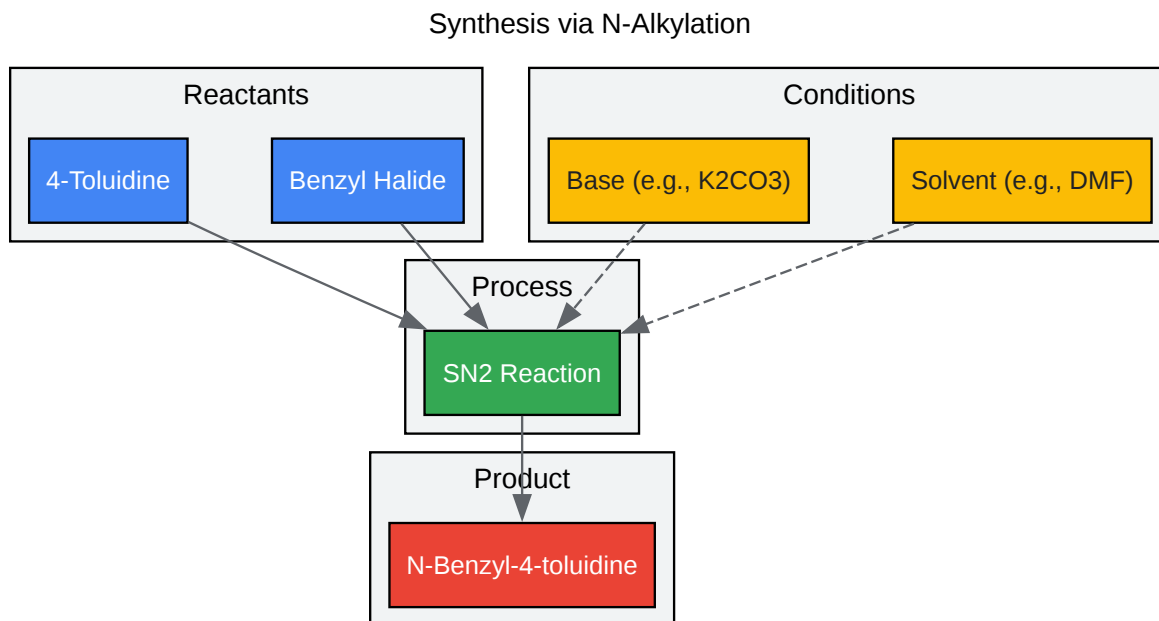 Synthesis via N-Alkylation
Reactants
Conditions
4-Toluidine
Benzyl Halide
Base (e.g., K2CO3)
Solvent (e.g., DMF)
Process
SN2 Reaction
Product
N-Benzyl-4-toluidine